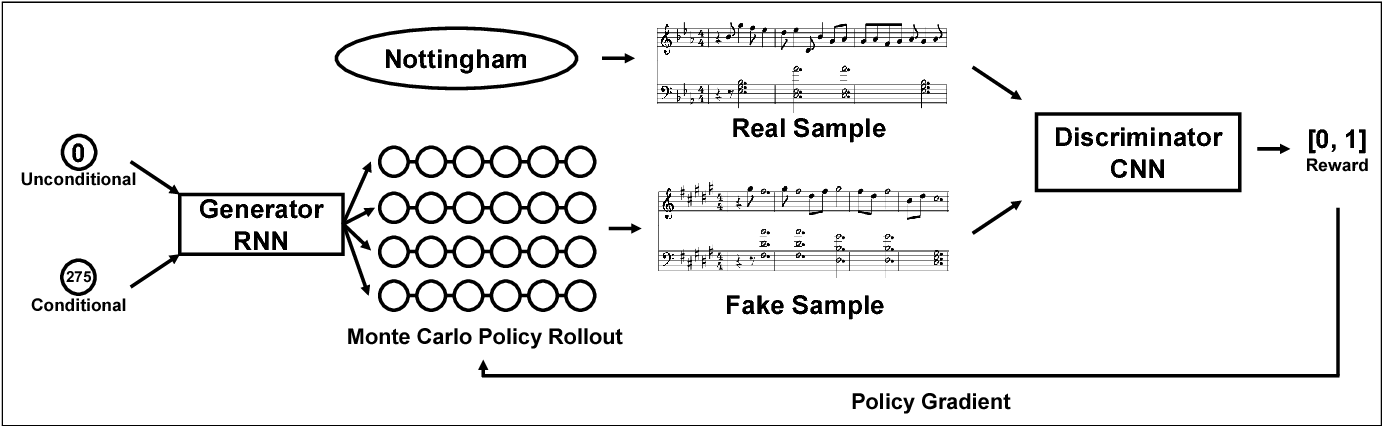 Nottingham
Real Sample
0
Unconditional
Generator
RNN
275
Conditional
Monte Carlo Policy Rollout
Fake Sample
Discriminator
CNN
[0, 1]
Reward
Policy Gradient